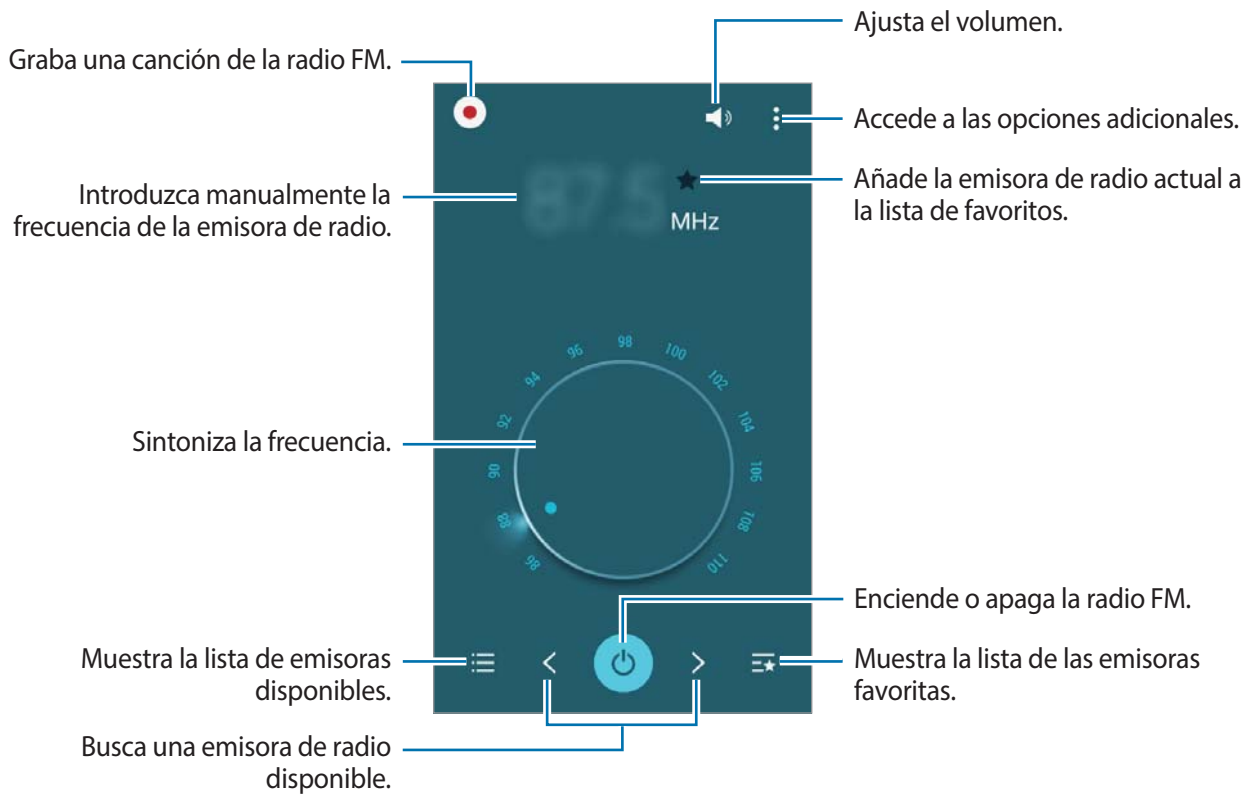 Ajusta el volumen.
Graba una canción de la radio FM.
Accede a las opciones adicionales.
Añade la emisora de radio actual a
la lista de favoritos.
Introduzca manualmente la
frecuencia de la emisora de radio.
87.5
MHz
98
96
100
94
102
92
104
Sintoniza la frecuencia.
90
106
88
108
86
110
Enciende o apaga la radio FM.
Muestra la lista de emisoras
disponibles.
Muestra la lista de las emisoras
favoritas.
Busca una emisora de radio
disponible.